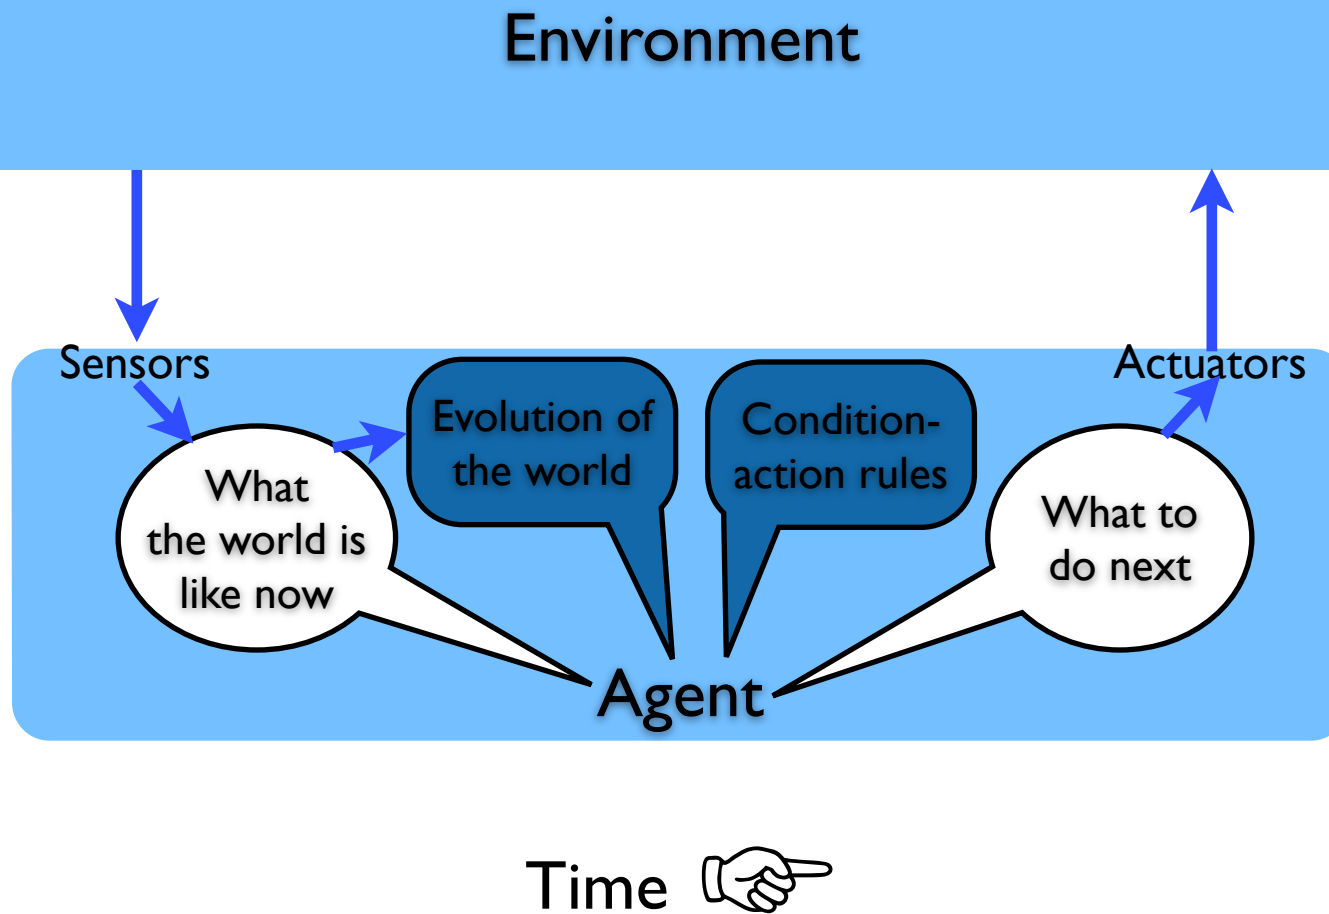 Environment
Sensors
Actuators
Evolution of
the world
Condition-
action rules
What
the world is
like now
What to
do next
Agent
Time